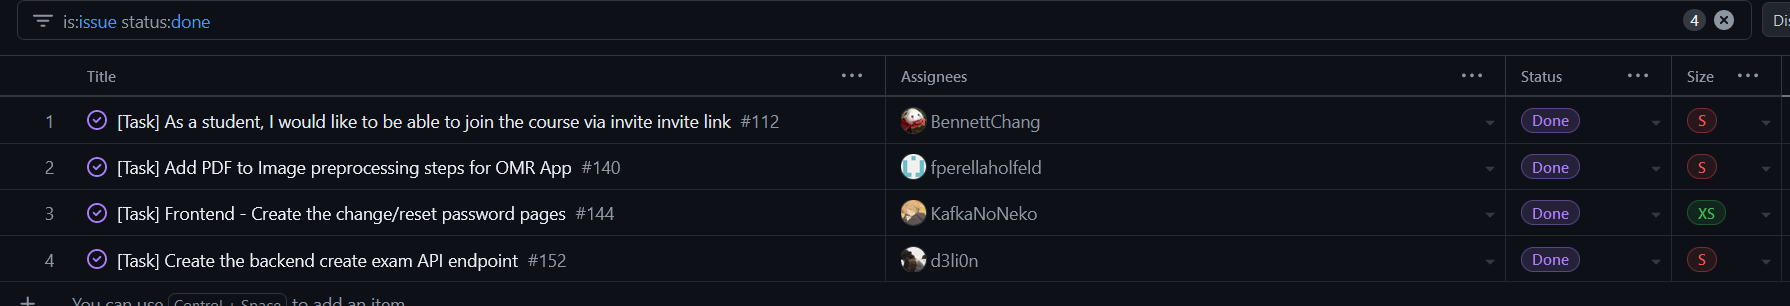 is:issue status:done 4 Dis
Title ... Assignees ... Status ... Size ...
1 [Task] As a student, I would like to be able to join the course via invite invite link #112 BennettChang Done S
2 [Task] Add PDF to Image preprocessing steps for OMR App #140 fperellaholfeld Done S
3 [Task] Frontend - Create the change/reset password pages #144 KafkaNoNeko Done XS
4 [Task] Create the backend create exam API endpoint #152 d3li0n Done S
+ You can use Control + Space to add an item